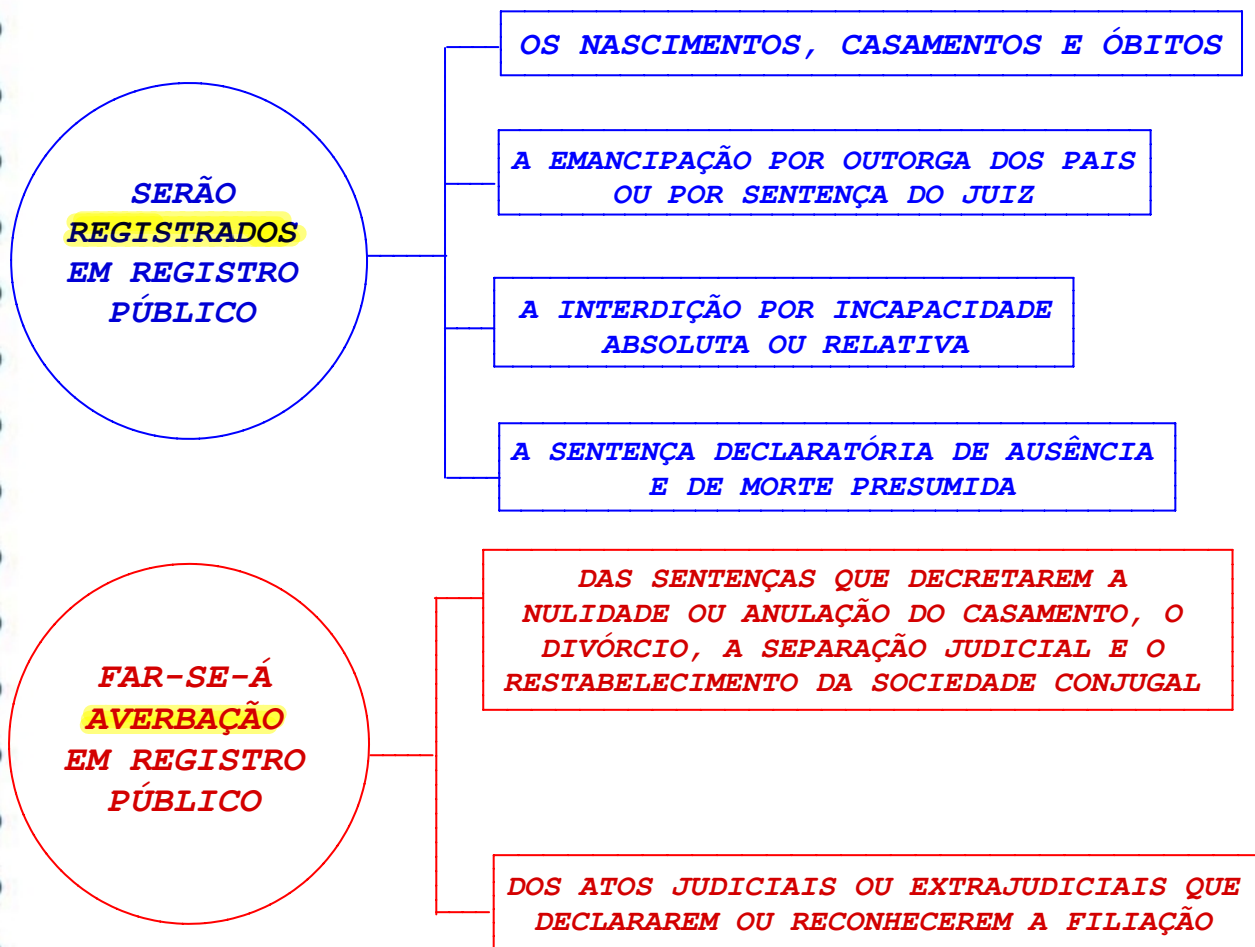 SERÃO
REGISTRADOS
EM REGISTRO
PÚBLICO
OS NASCIMENTOS, CASAMENTOS E ÓBITOS
A EMANCIPAÇÃO POR OUTORGA DOS PAIS
OU POR SENTENÇA DO JUIZ
A INTERDIÇÃO POR INCAPACIDADE
ABSOLUTA OU RELATIVA
A SENTENÇA DECLARATÓRIA DE AUSÊNCIA
E DE MORTE PRESUMIDA
FAR-SE-Á
AVERBAÇÃO
EM REGISTRO
PÚBLICO
DAS SENTENÇAS QUE DECRETAREM A
NULIDADE OU ANULAÇÃO DO CASAMENTO, O
DIVÓRCIO, A SEPARAÇÃO JUDICIAL E O
RESTABELECIMENTO DA SOCIEDADE CONJUGAL
DOS ATOS JUDICIAIS OU EXTRAJUDICIAIS QUE
DECLARAREM OU RECONHECEREM A FILIAÇÃO